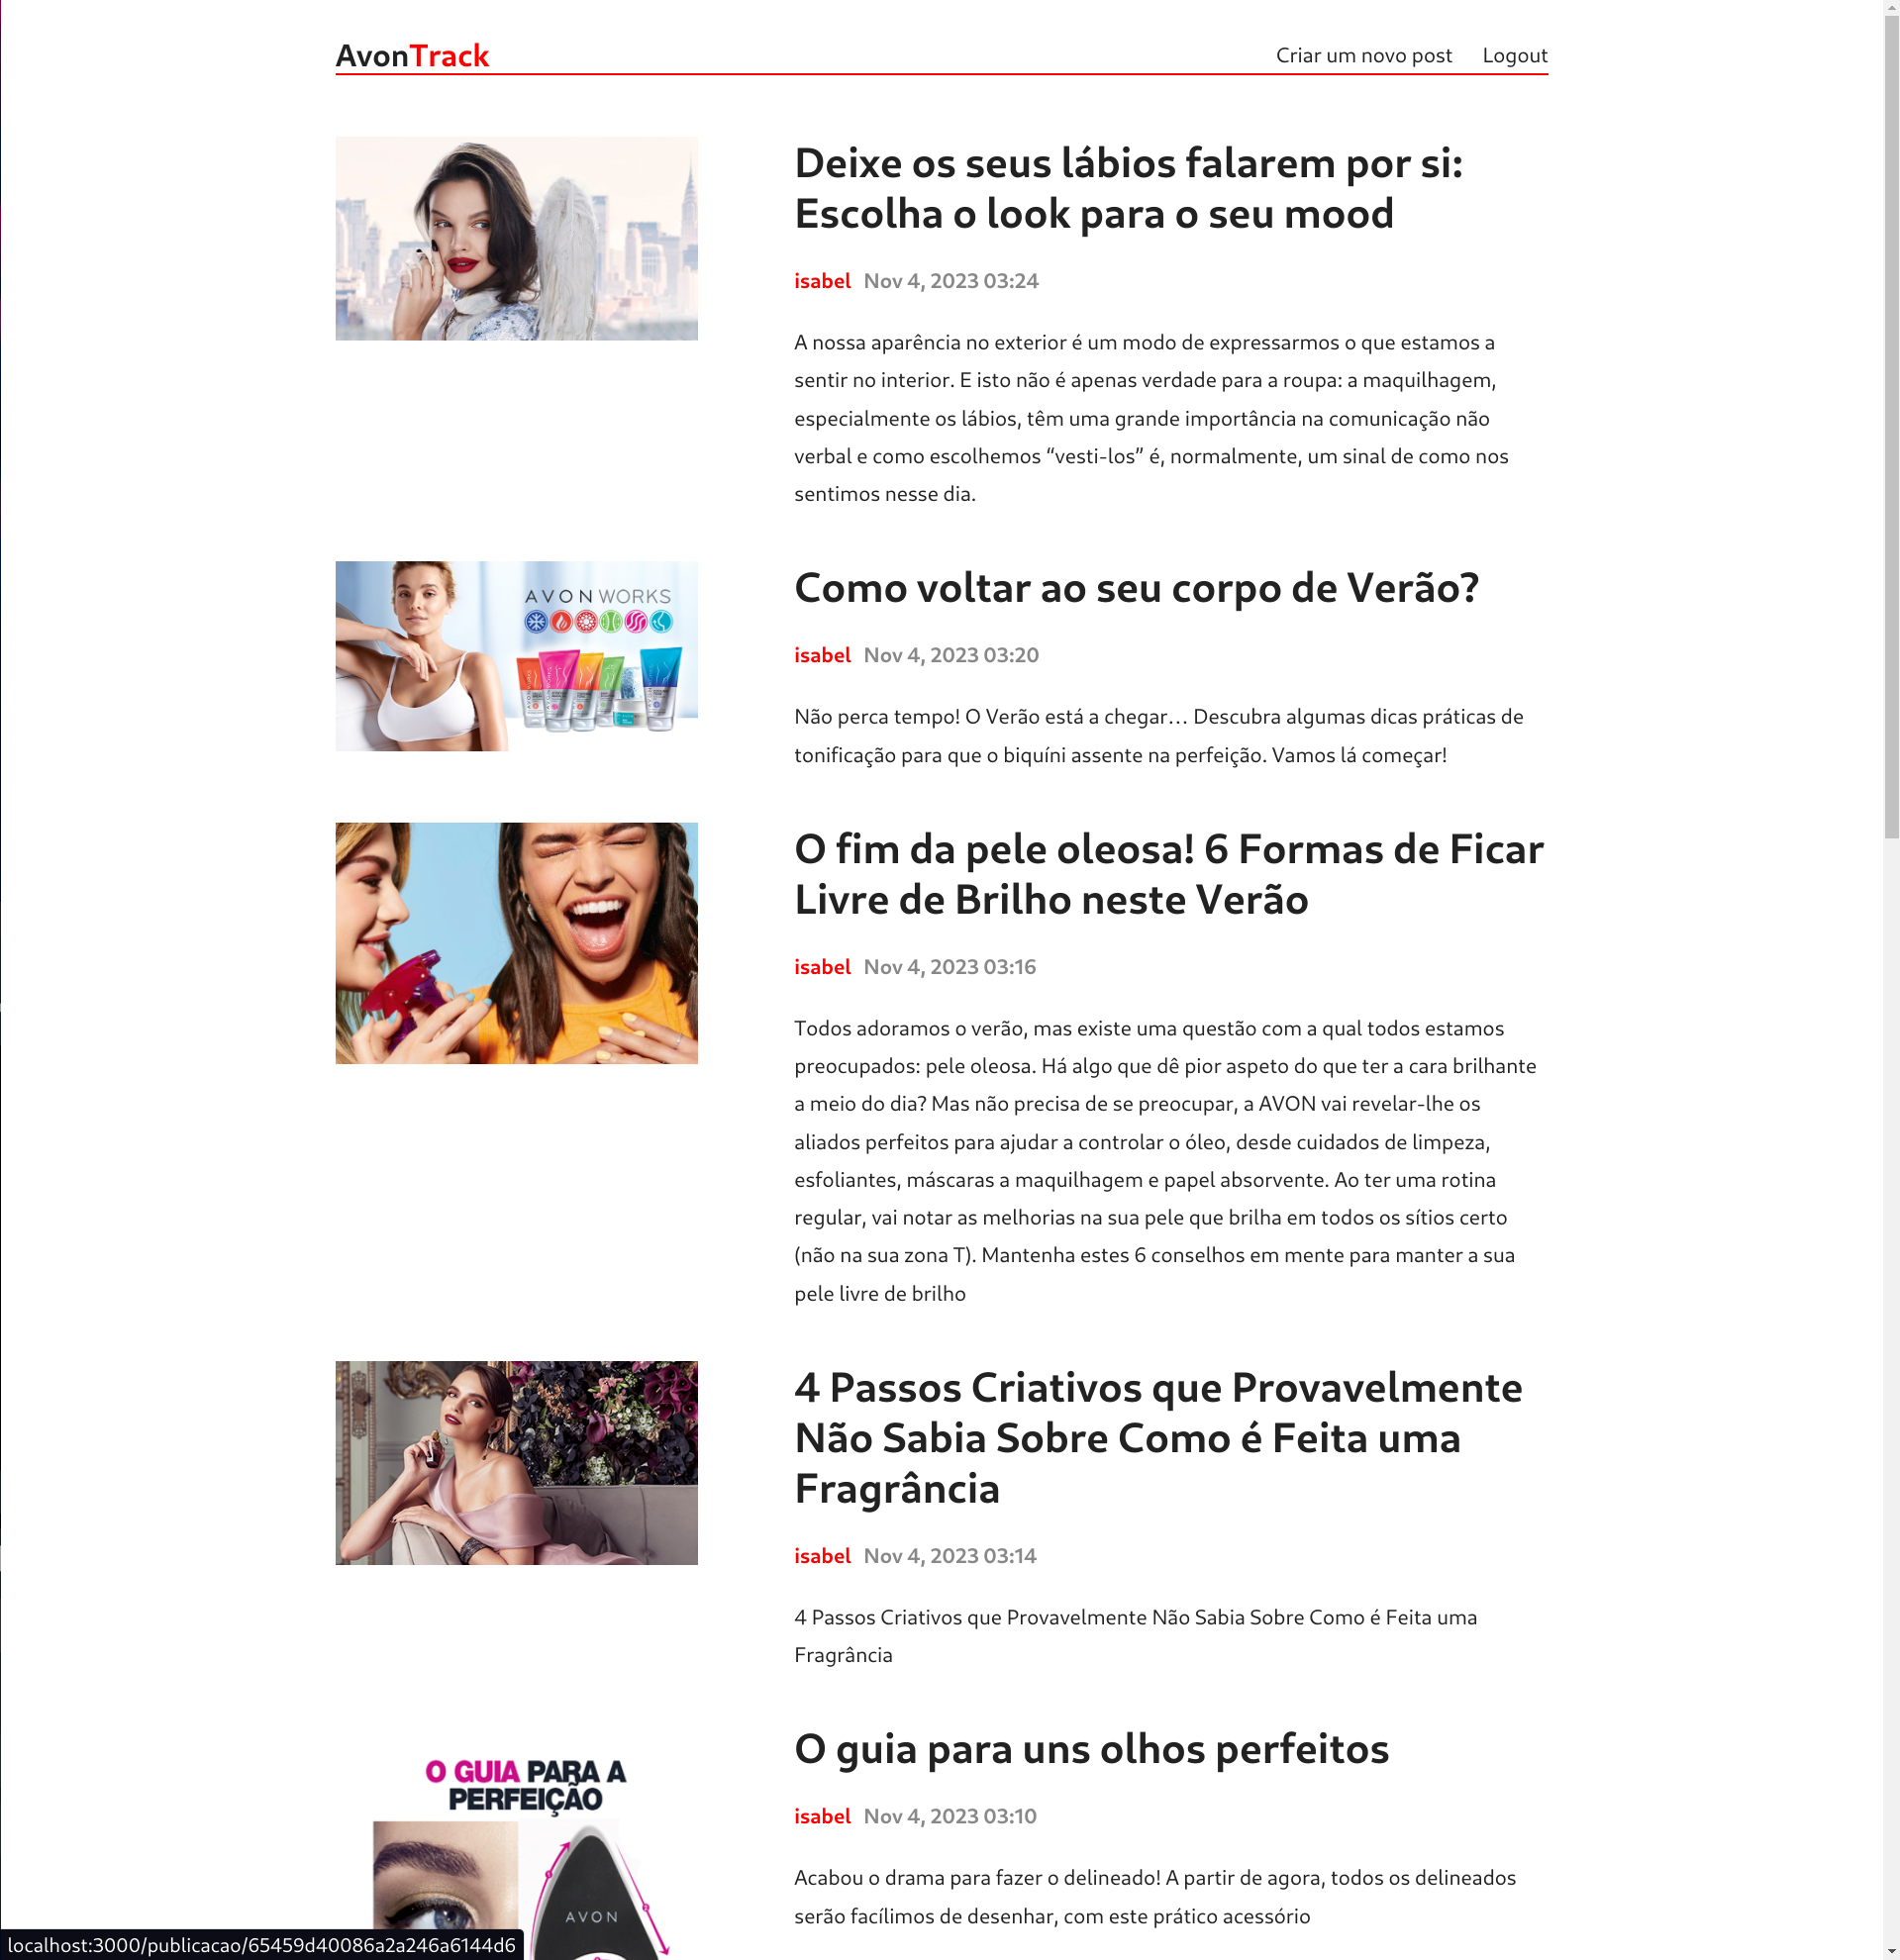 AvonTrack
Criar um novo post
Logout
Deixe os seus lábios falarem por si:
Escolha o look para o seu mood
isabel Nov 4, 2023 03:24
A nossa aparência no exterior é um modo de expressarmos o que estamos a
sentir no interior. E isto não é apenas verdade para a roupa: a maquilhagem,
especialmente os lábios, têm uma grande importância na comunicação não
verbal e como escolhemos “vesti-los” é, normalmente, um sinal de como nos
sentimos nesse dia.
AVON WORKS
Como voltar ao seu corpo de Verão?
isabel Nov 4, 2023 03:20
Não perca tempo! O Verão está a chegar… Descubra algumas dicas práticas de
tonificação para que o biquíni assente na perfeição. Vamos lá começar!
O fim da pele oleosa! 6 Formas de Ficar
Livre de Brilho neste Verão
isabel Nov 4, 2023 03:16
Todos adoramos o verão, mas existe uma questão com a qual todos estamos
preocupados: pele oleosa. Há algo que dê pior aspeto do que ter a cara brilhante
a meio do dia? Mas não precisa de se preocupar, a AVON vai revelar-lhe os
aliados perfeitos para ajudar a controlar o óleo, desde cuidados de limpeza,
esfoliantes, máscaras a maquilhagem e papel absorvente. Ao ter uma rotina
regular, vai notar as melhorias na sua pele que brilha em todos os sítios certo
(não na sua zona T). Mantenha estes 6 conselhos em mente para manter a sua
pele livre de brilho
4 Passos Criativos que Provavelmente
Não Sabia Sobre Como é Feita uma
Fragrância
isabel Nov 4, 2023 03:14
4 Passos Criativos que Provavelmente Não Sabia Sobre Como é Feita uma
Fragrância
O GUIA PARA A
PERFEIÇÃO
AVON
O guia para uns olhos perfeitos
isabel Nov 4, 2023 03:10
Acabou o drama para fazer o delineado! A partir de agora, todos os delineados
serão facílimos de desenhar, com este prático acessório
localhost:3000/publicacao/65459d40086a2a246a6144d6